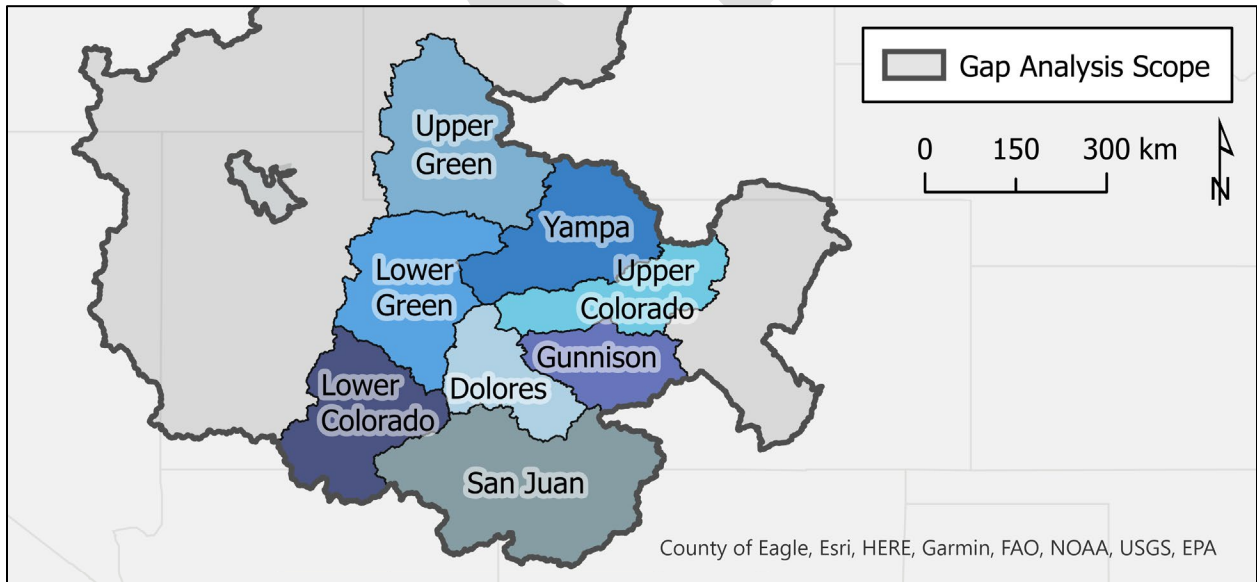 Gap Analysis Scope
0 150 300 km
N
Upper
Green
Yampa
Lower
Green
Upper
Colorado
Gunnison
Lower
Colorado
Dolores
San Juan
County of Eagle, Esri, HERE, Garmin, FAO, NOAA, USGS, EPA